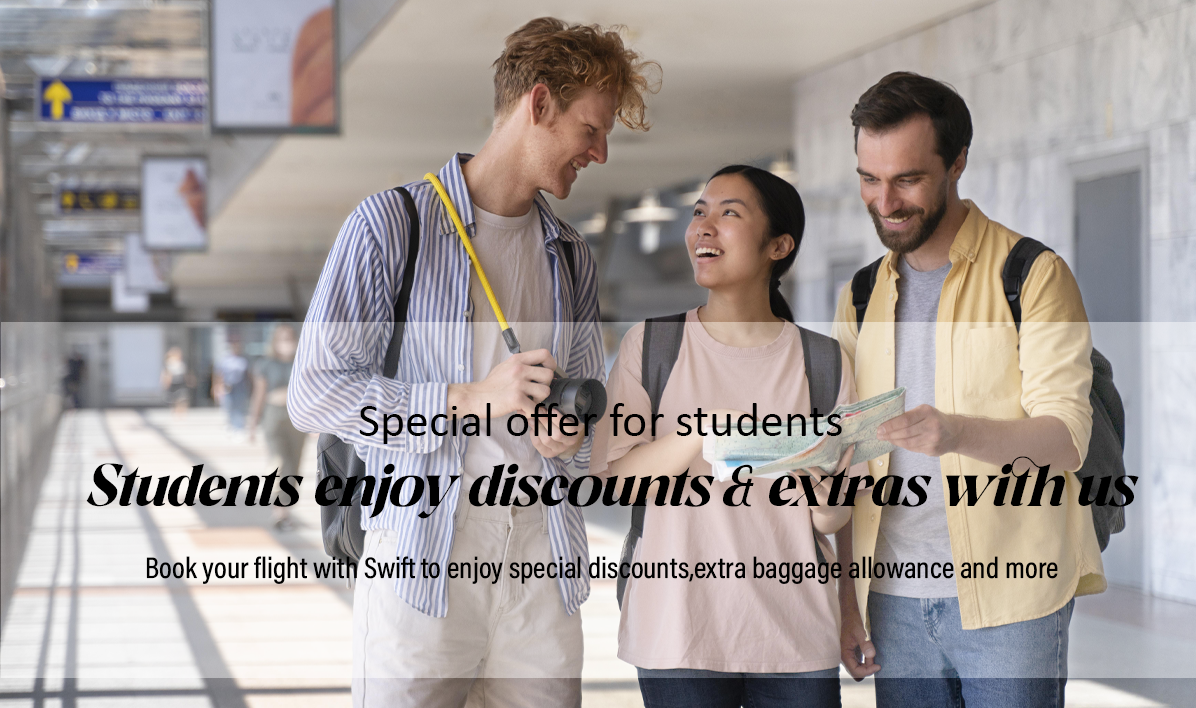 Special offer for students
Students enjoy discounts & extras with us
Book your flight with Swift to enjoy special discounts,extra baggage allowance and more